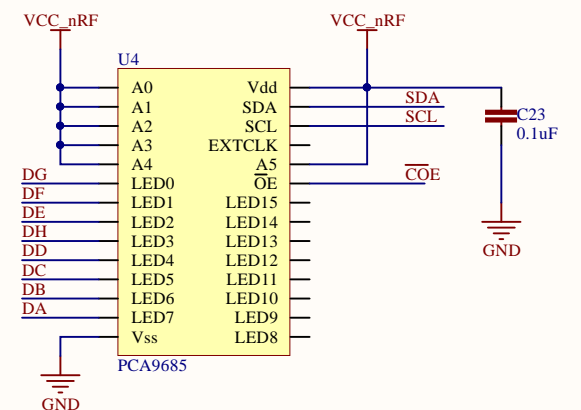 VCC_nRF
VCC_nRF
U4
A0
A1
A2
A3
A4
LED0
LED1
LED2
LED3
LED4
LED5
LED6
LED7
Vss
Vdd
SDA
SCL
EXTCLK
A5
OE
LED15
LED14
LED13
LED12
LED11
LED10
LED9
LED8
DG
DF
DE
DH
DD
DC
DB
DA
SDA
SCL
COE
C23
0.1uF
GND
PCA9685
GND